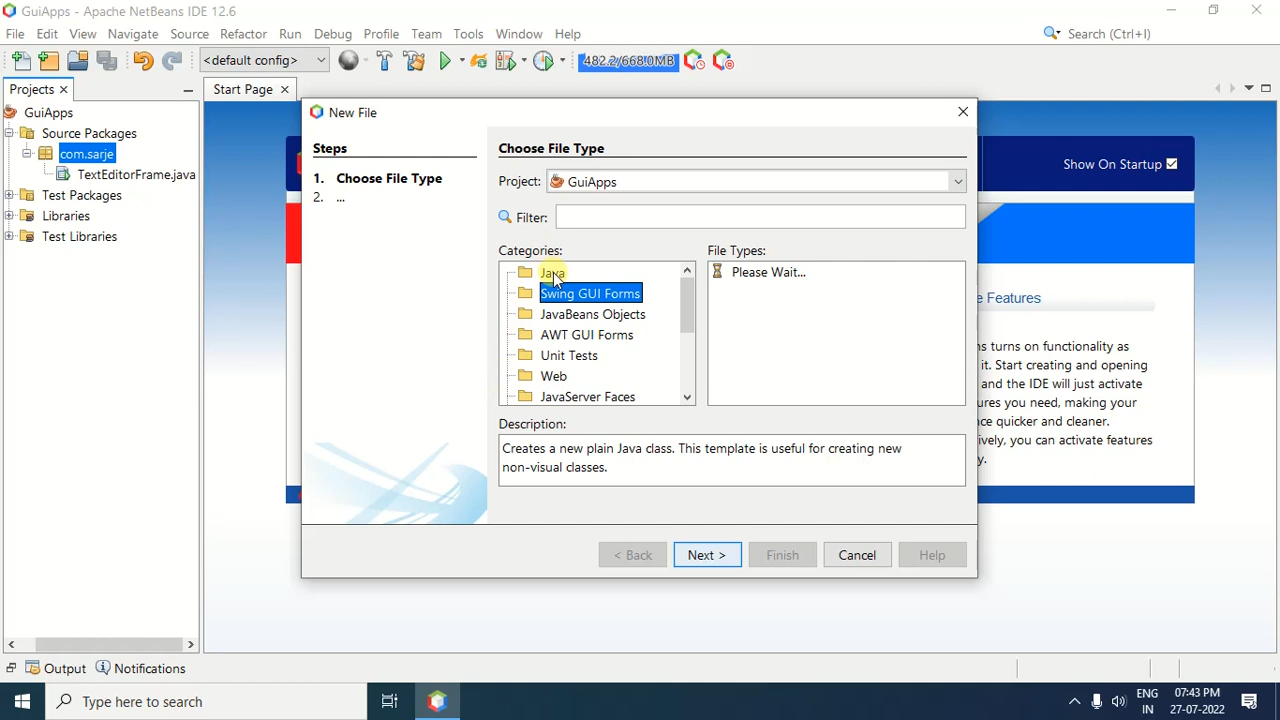 GuiApps - Apache NetBeans IDE 12.6
File Edit View Navigate Source Refactor Run Debug Profile Team Tools Window Help
Search (Ctrl+I)
<default config>
482.2/668.0MB
Projects
Start Page
GuiApps
Source Packages
com.sarje
TextEditorFrame.java
Test Packages
Libraries
Test Libraries
Show On Startup
e Features
ns turns on functionality as
it. Start creating and opening
and the IDE will just activate
ures you need, making your
nce quicker and cleaner.
ively, you can activate features
y.
New File
Steps
1. Choose File Type
2. ...
Choose File Type
Project: GuiApps
Filter:
Categories:
Java
Swing GUI Forms
JavaBeans Objects
AWT GUI Forms
Unit Tests
Web
JavaServer Faces
File Types:
Please Wait...
Description:
Creates a new plain Java class. This template is useful for creating new
non-visual classes.
< Back Next > Finish Cancel Help
Output Notifications
Type here to search
ENG
IN
07:43 PM
27-07-2022